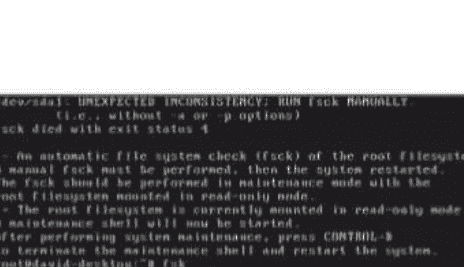 dev/sda1: UNEXPECTED INCONSISTENCY; RUN fsck MANUALLY.
(i.e., without -a or -p options)
sck died with exit status 4
- An automatic file system check (fsck) of the root filesyste
manual fsck must be performed, then the system restarted.
he fsck should be performed in maintenance mode with the
oot filesystem mounted in read-only mode.
- The root filesystem is currently mounted in read-only mode
maintenance shell will now be started.
fter performing system maintenance, press CONTROL-D
o terminate the maintenance shell and restart the system.
oot@david-desktop:~# fsk